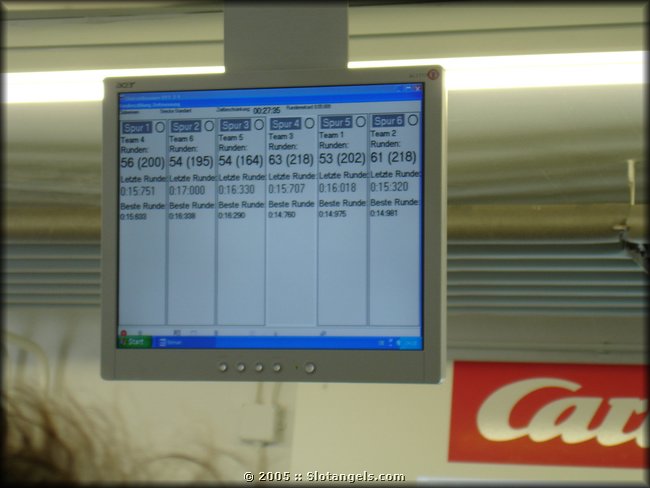 acer
00:27:35
Spur 1 Spur 2 Spur 3 Spur 4 Spur 5 Spur 6
Team 4 Team 6 Team 5 Team 3 Team 1 Team 2
Runden: Runden: Runden: Runden: Runden: Runden:
56 (200) 54 (195) 54 (164) 63 (218) 53 (202) 61 (218)
Letzte Runde Letzte Runde Letzte Runde Letzte Runde Letzte Runde Letzte Runde
0:15:751 0:17:000 0:16:330 0:15:707 0:16:018 0:15:320
Beste Runde Beste Runde Beste Runde Beste Runde Beste Runde Beste Runde
0:15:633 0:16:338 0:16:290 0:14:760 0:14:975 0:14:981
Start
Car
© 2005 :: Slotangels.com